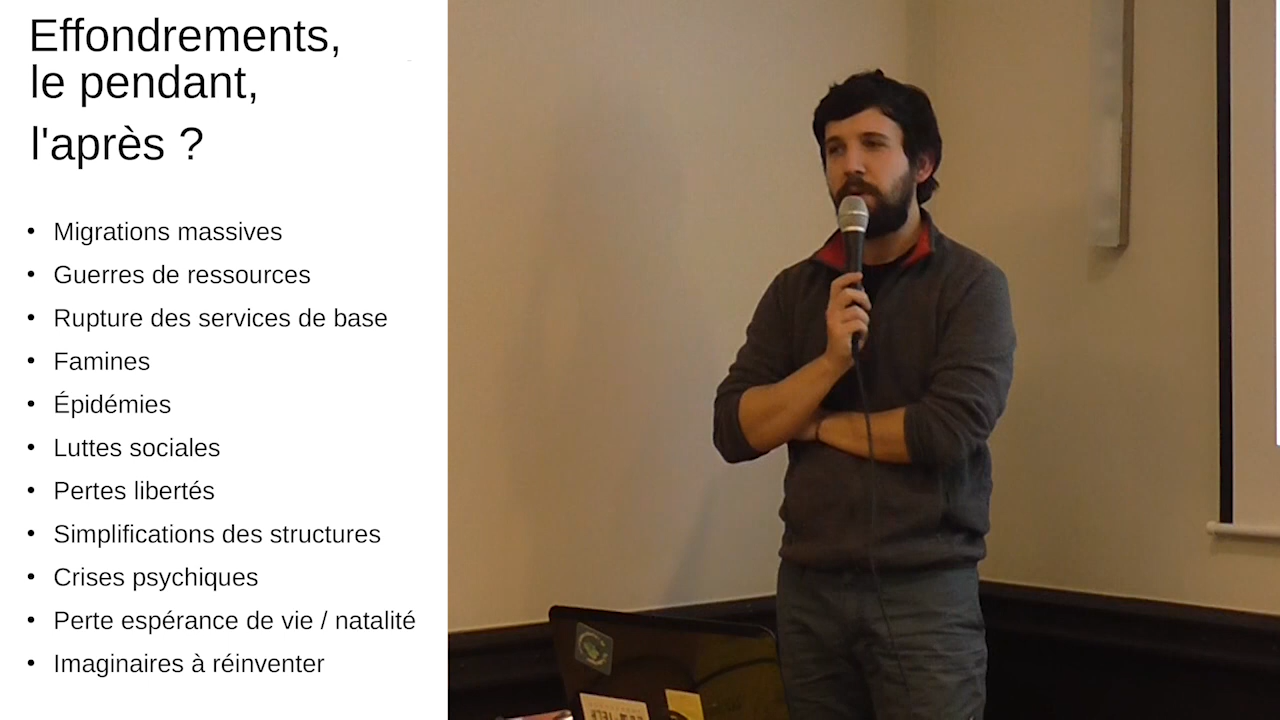 Effondrements,
le pendant,
l'après ?
• Migrations massives
• Guerres de ressources
• Rupture des services de base
• Famines
• Épidémies
• Luttes sociales
• Pertes libertés
• Simplifications des structures
• Crises psychiques
• Perte espérance de vie / natalité
• Imaginaires à réinventer